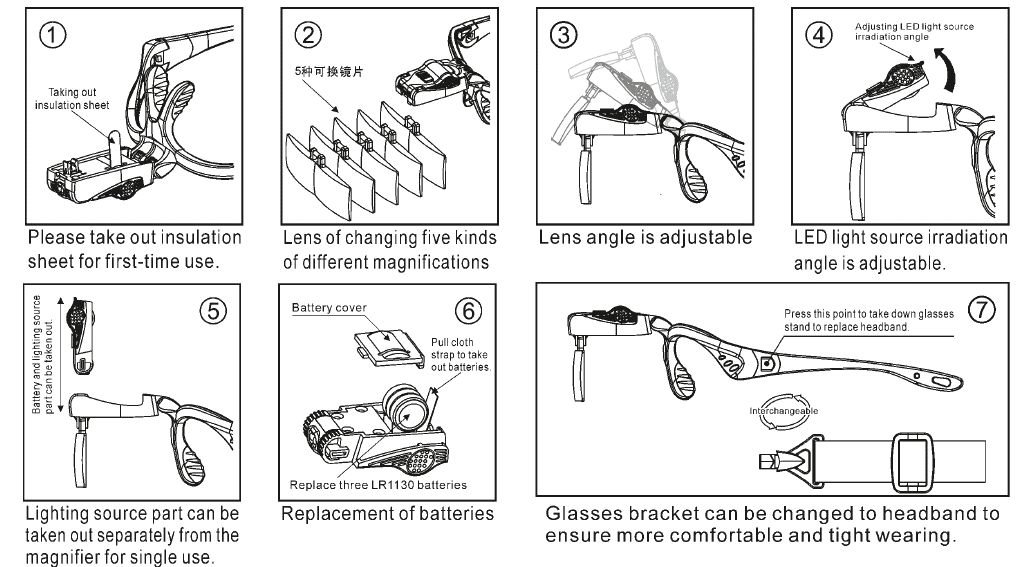 ①
Taking out
insulation sheet
Please take out insulation
sheet for first-time use.
②
5种可换镜片
Lens of changing five kinds
of different magnifications
③
Lens angle is adjustable
④
Adjusting LED light source
irradiation angle
LED light source irradiation
angle is adjustable.
⑤
Battery and lighting source
part can be taken out.
Lighting source part can be
taken out separately from the
magnifier for single use.
⑥
Battery cover
Pull cloth
strap to take
out batteries.
Replace three LR1130 batteries
Replacement of batteries
⑦
Press this point to take down glasses
stand to replace headband.
Interchangeable
Glasses bracket can be changed to headband to
ensure more comfortable and tight wearing.